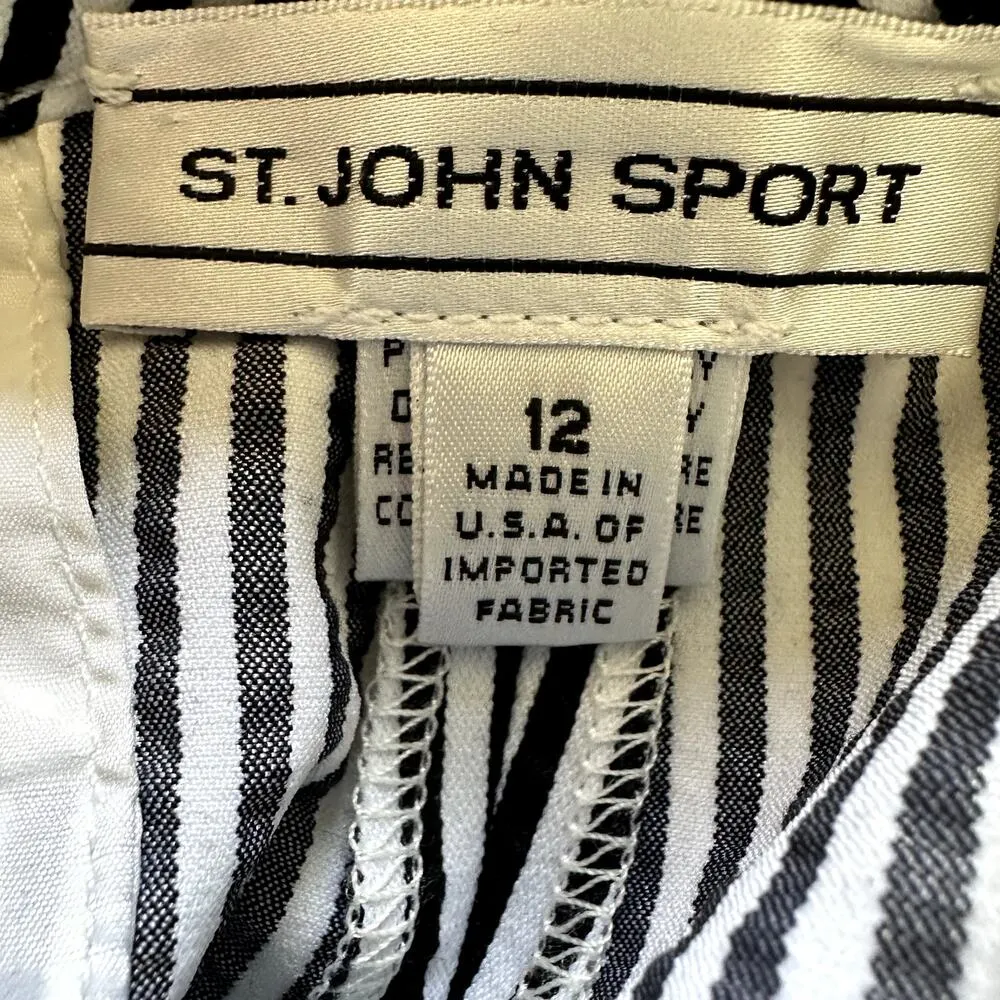 ST. JOHN SPORT
12
MADE IN
U.S.A. OF
IMPORTED
FABRIC